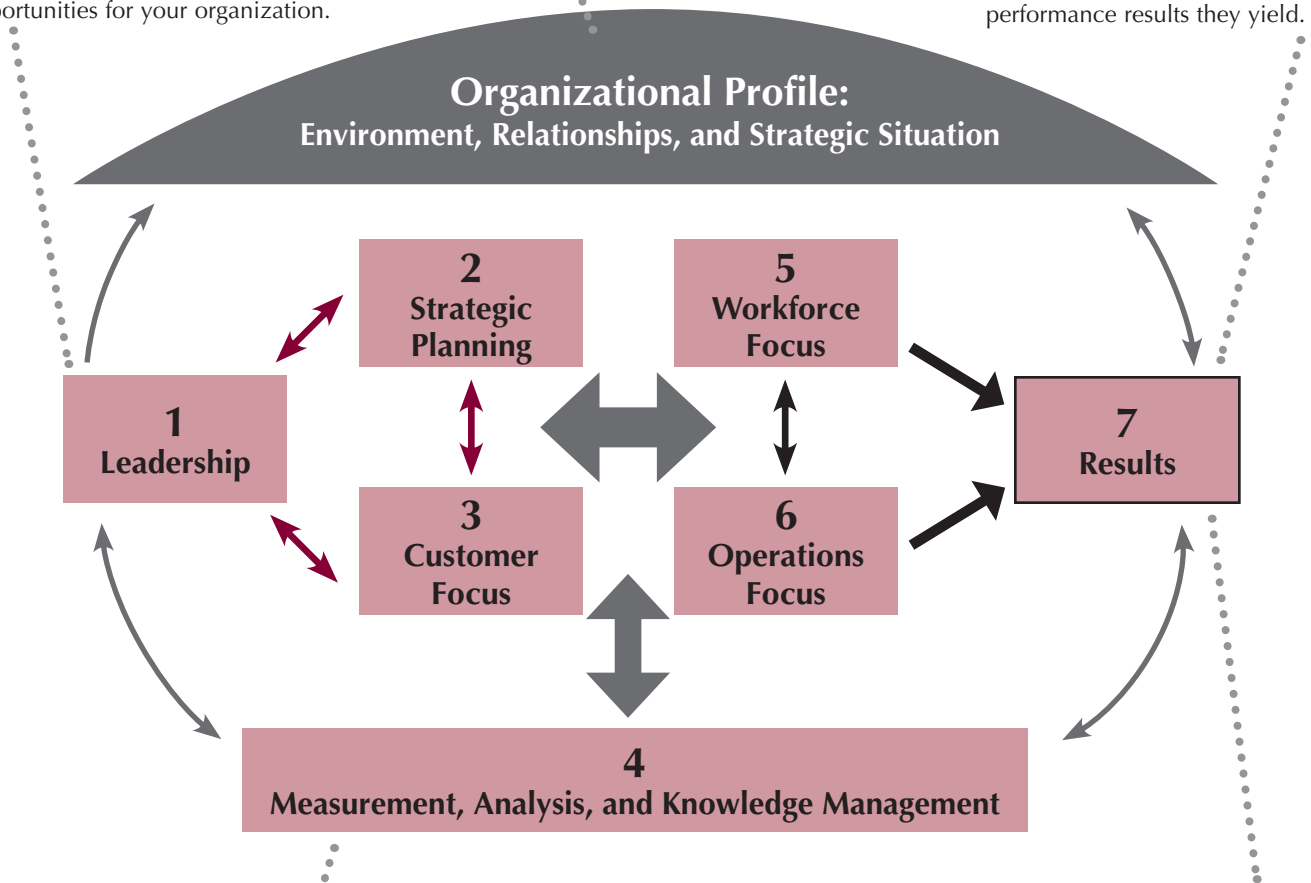 for your organization.
performance results they yield.
Organizational Profile:
Environment, Relationships, and Strategic Situation
2
Strategic
Planning
5
Workforce
Focus
1
Leadership
7
Results
3
Customer
Focus
6
Operations
Focus
4
Measurement, Analysis, and Knowledge Management